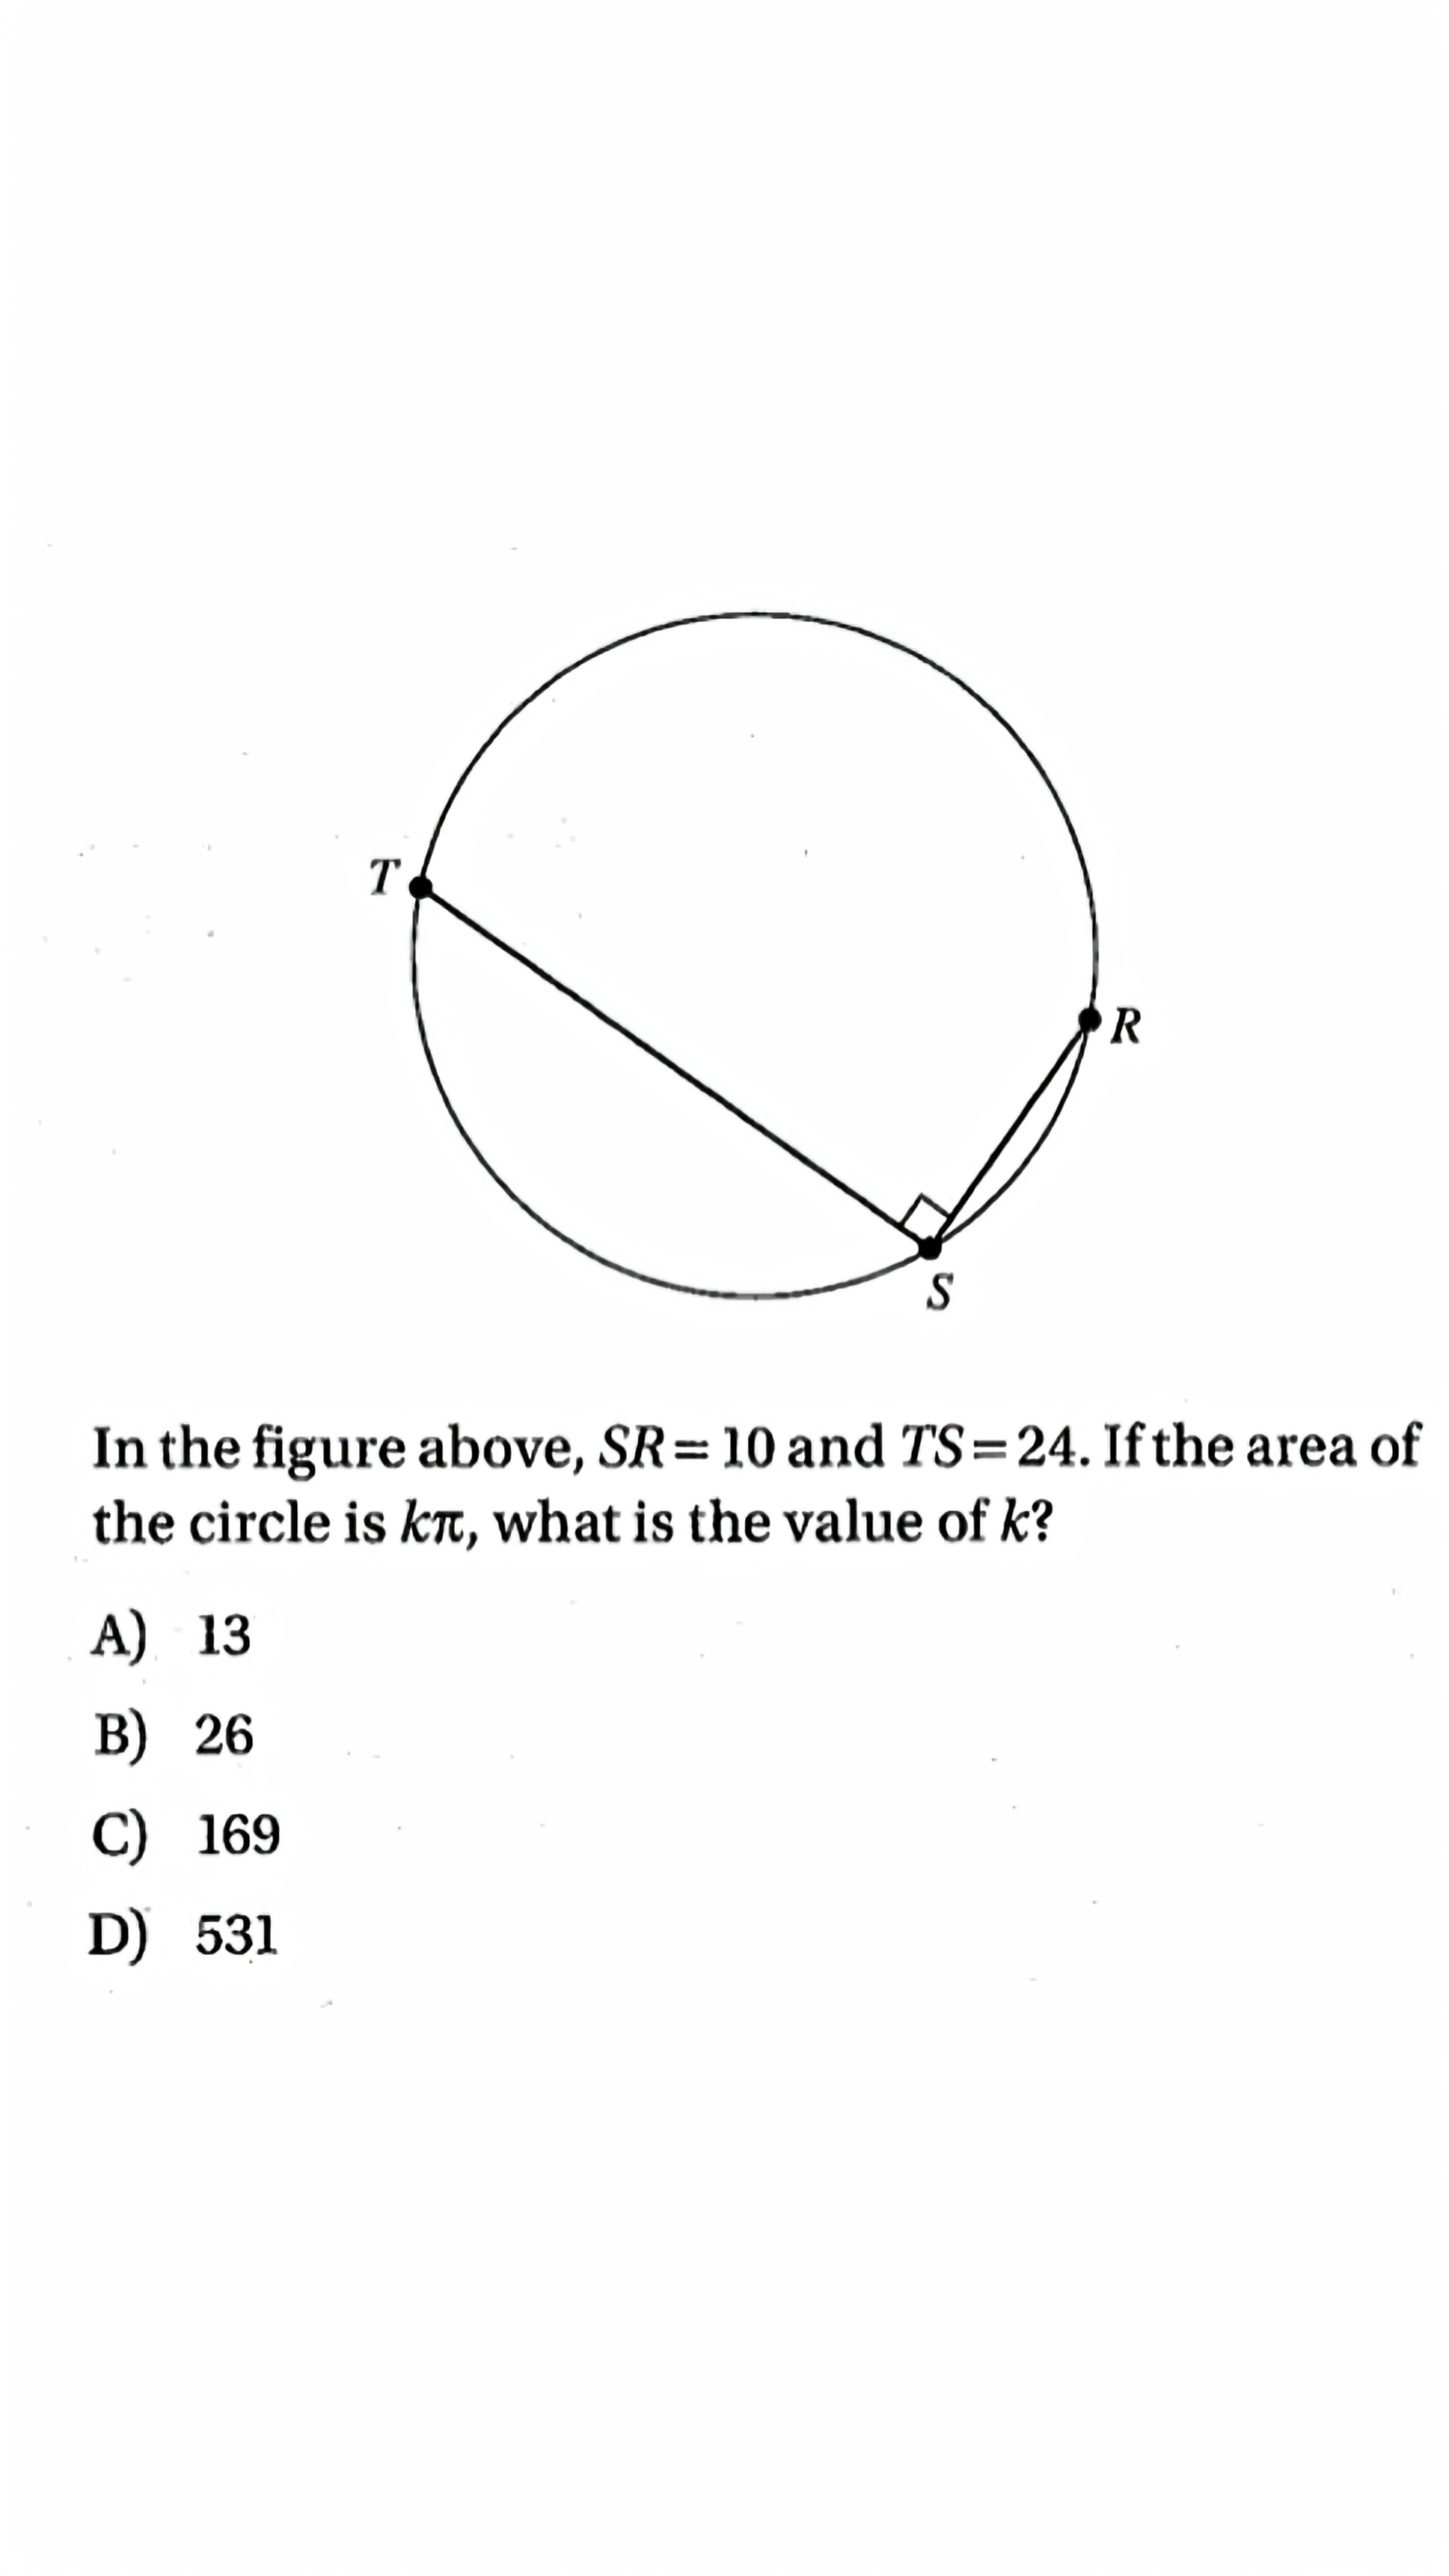 T
R
S
In the figure above, SR = 10 and TS = 24. If the area of
the circle is kπ, what is the value of k?
A) 13
B) 26
C) 169
D) 531